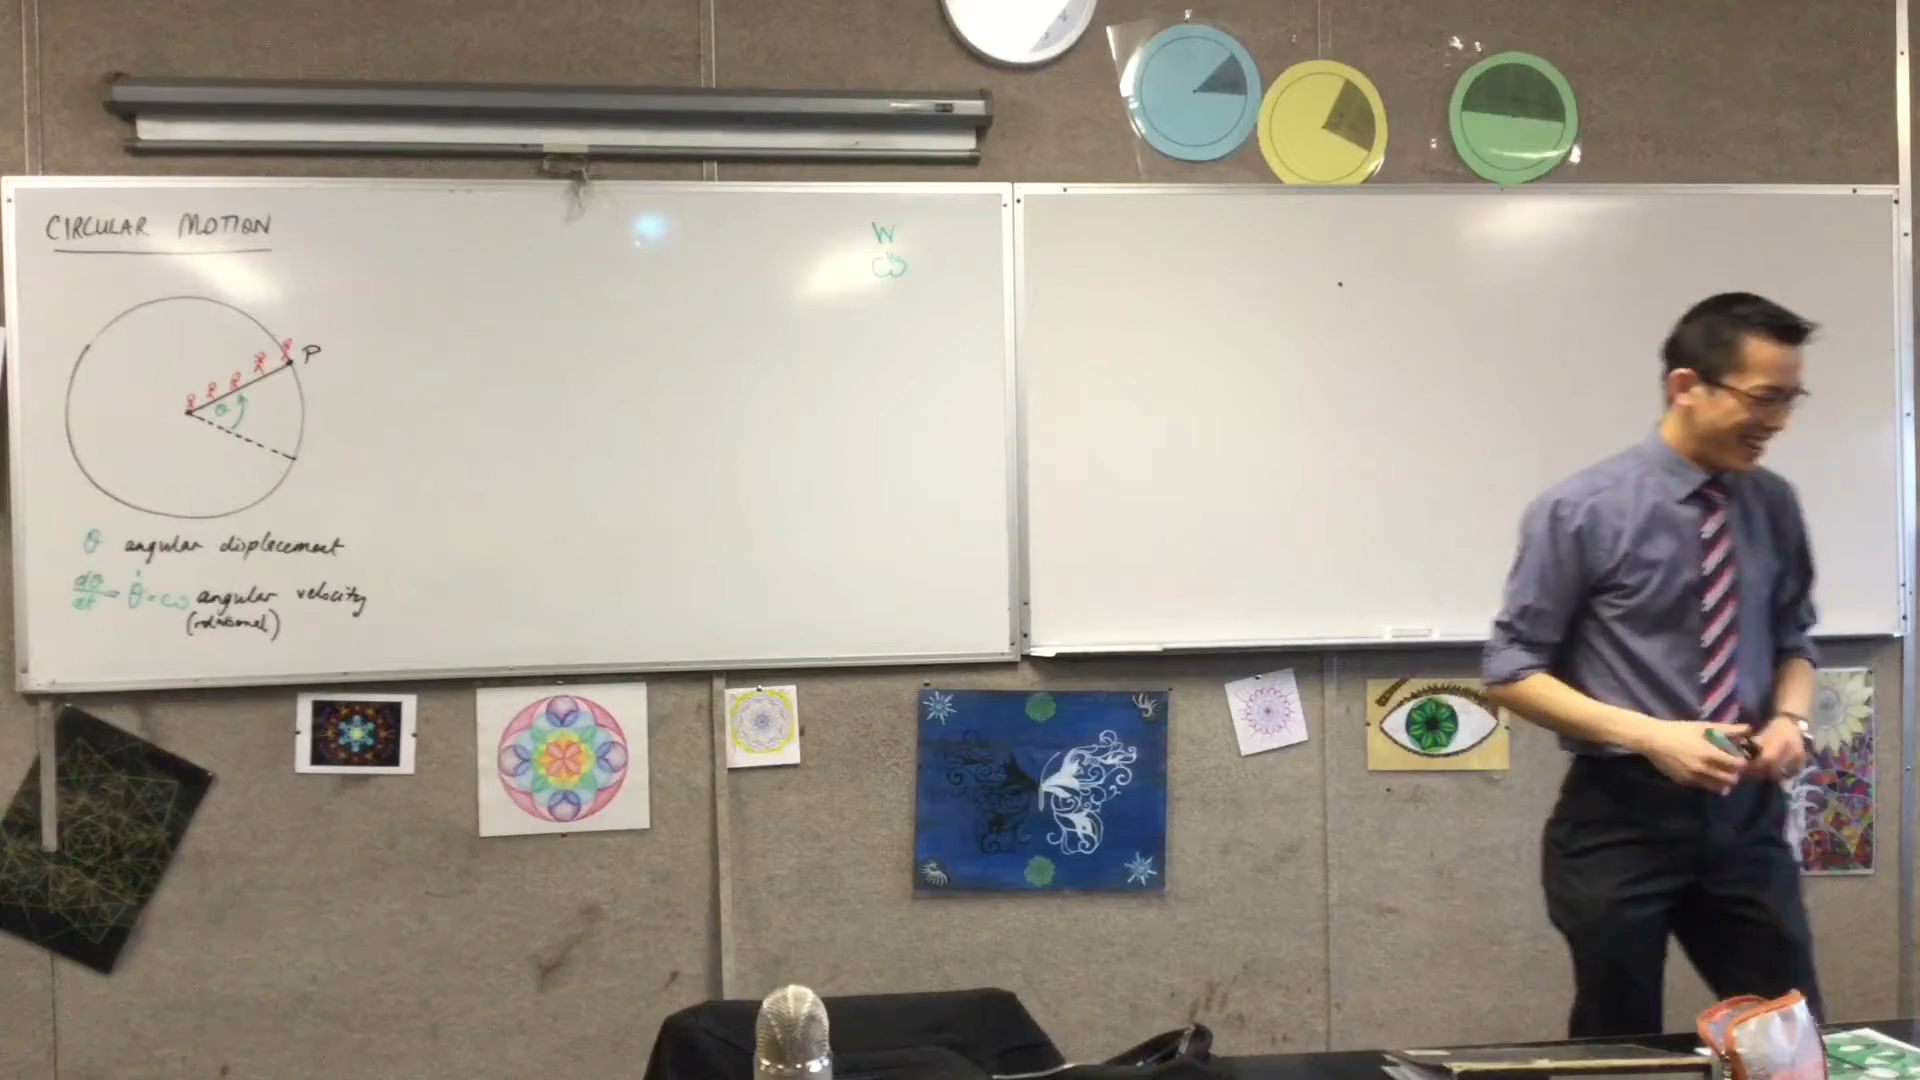 CIRCULAR MOTION
W
ω
P
θ
θ angular displacement
dθ/dt = θ̇ = ω angular velocity
(rotational)